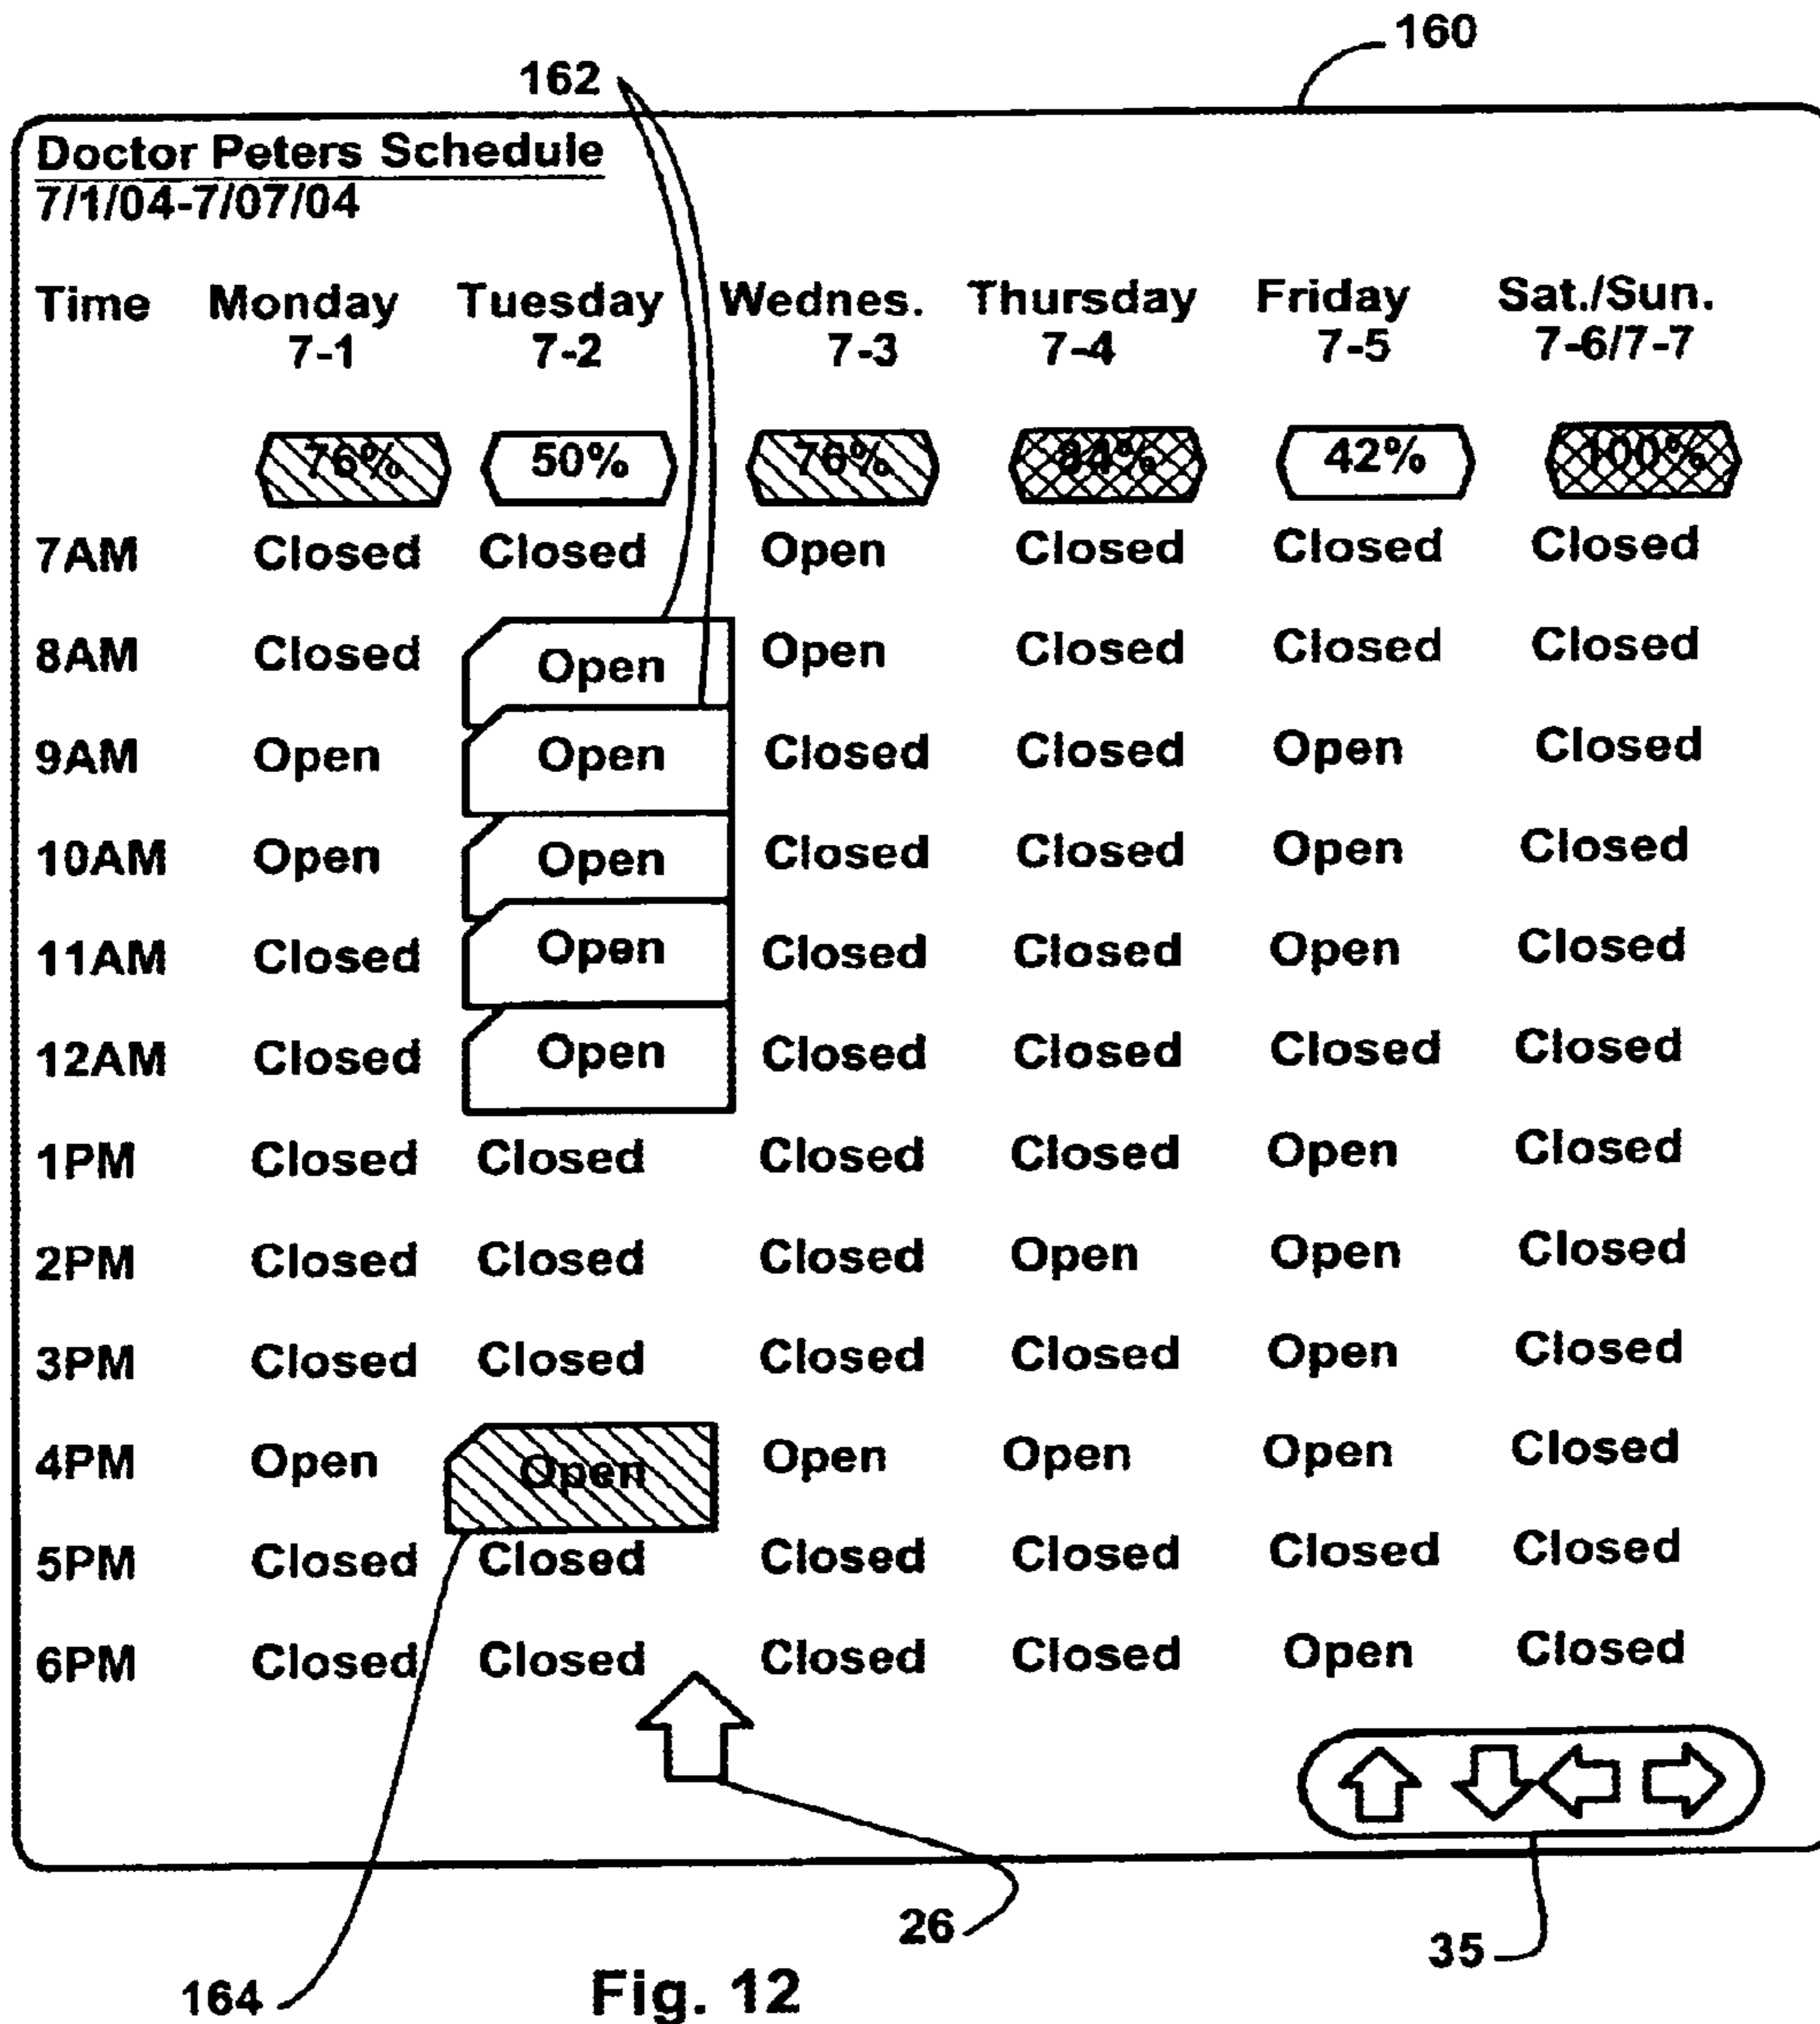 160
162
Doctor Peters Schedule
7/1/04-7/07/04
Time Monday Tuesday Wednes. Thursday Friday Sat./Sun.
7-1 7-2 7-3 7-4 7-5 7-6/7-7
76% 50% 76% 84% 42% 100%
7AM Closed Closed Open Closed Closed Closed
8AM Closed Open Open Closed Closed Closed
9AM Open Open Closed Closed Open Closed
10AM Open Open Closed Closed Open Closed
11AM Closed Open Closed Closed Open Closed
12AM Closed Open Closed Closed Closed Closed
1PM Closed Closed Closed Closed Open Closed
2PM Closed Closed Closed Open Open Closed
3PM Closed Closed Closed Closed Open Closed
4PM Open Open Open Open Open Closed
5PM Closed Closed Closed Closed Closed Closed
6PM Closed Closed Closed Closed Open Closed
26
35
164
Fig. 12